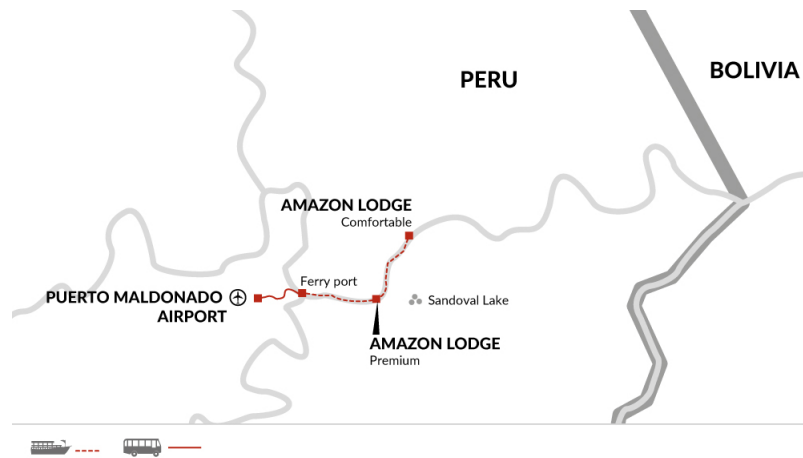 PERU
BOLIVIA
AMAZON LODGE
Comfortable
Ferry port
PUERTO MALDONADO
AIRPORT
Sandoval Lake
AMAZON LODGE
Premium